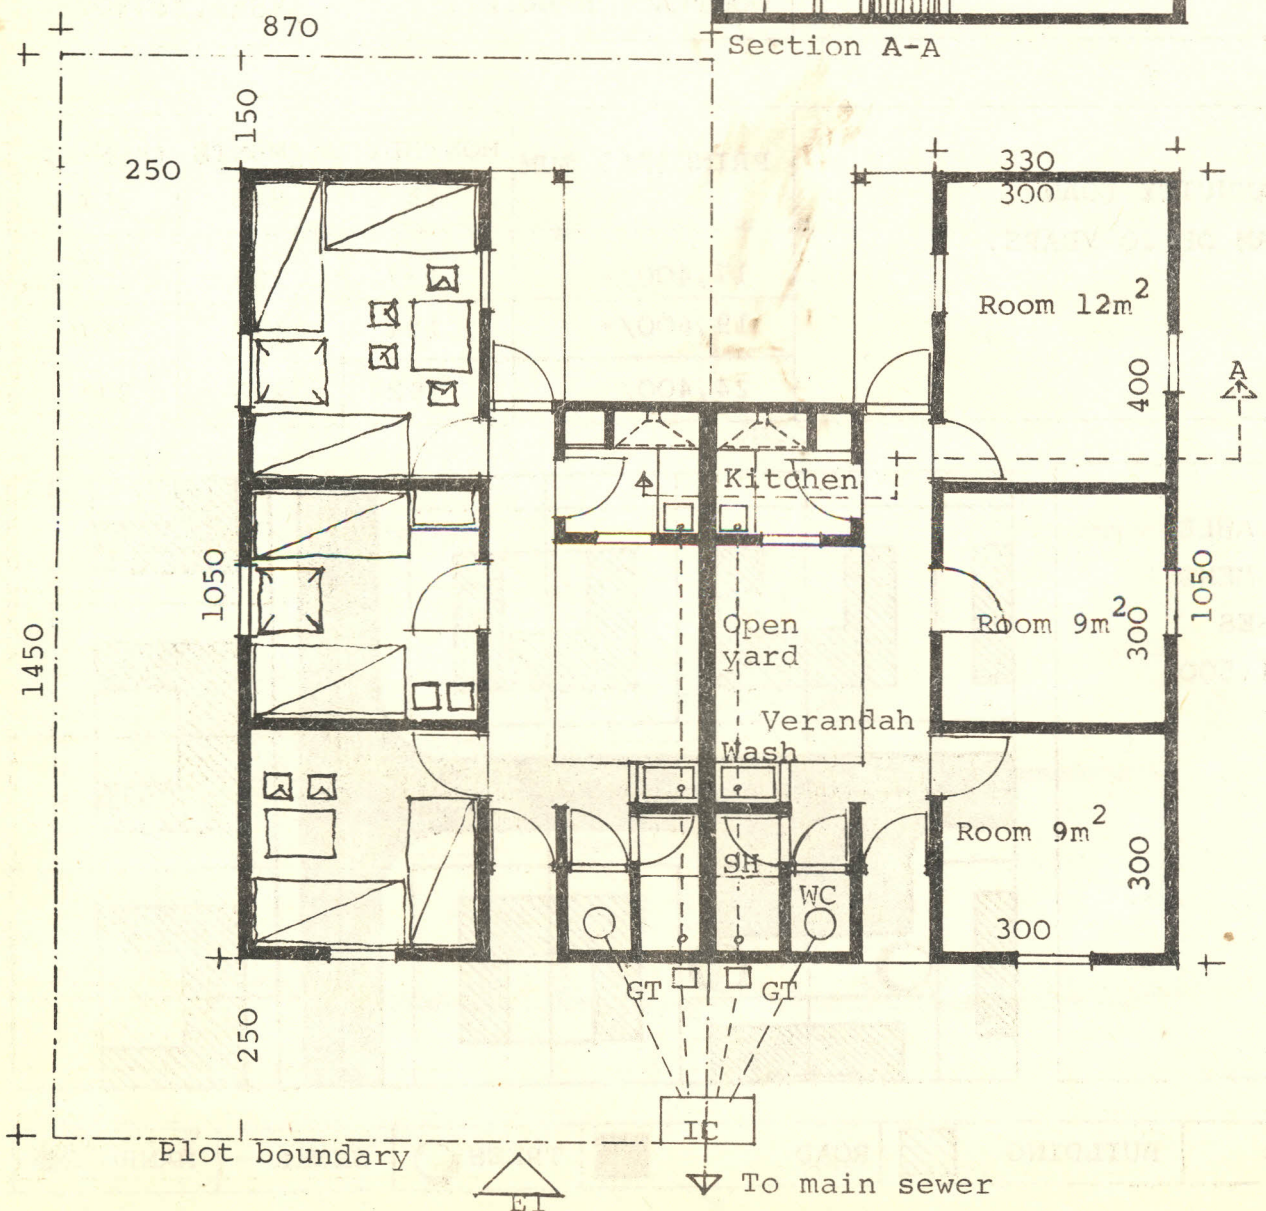 Section A-A
870
150
250
330
300
Room 12m²
400
A
Kitchen
1050
1450
Open
yard
Room 9m²
300
1050
Verandah
Wash
Room 9m²
300
SH
WC
300
GT
GT
250
IC
Plot boundary
To main sewer
E1